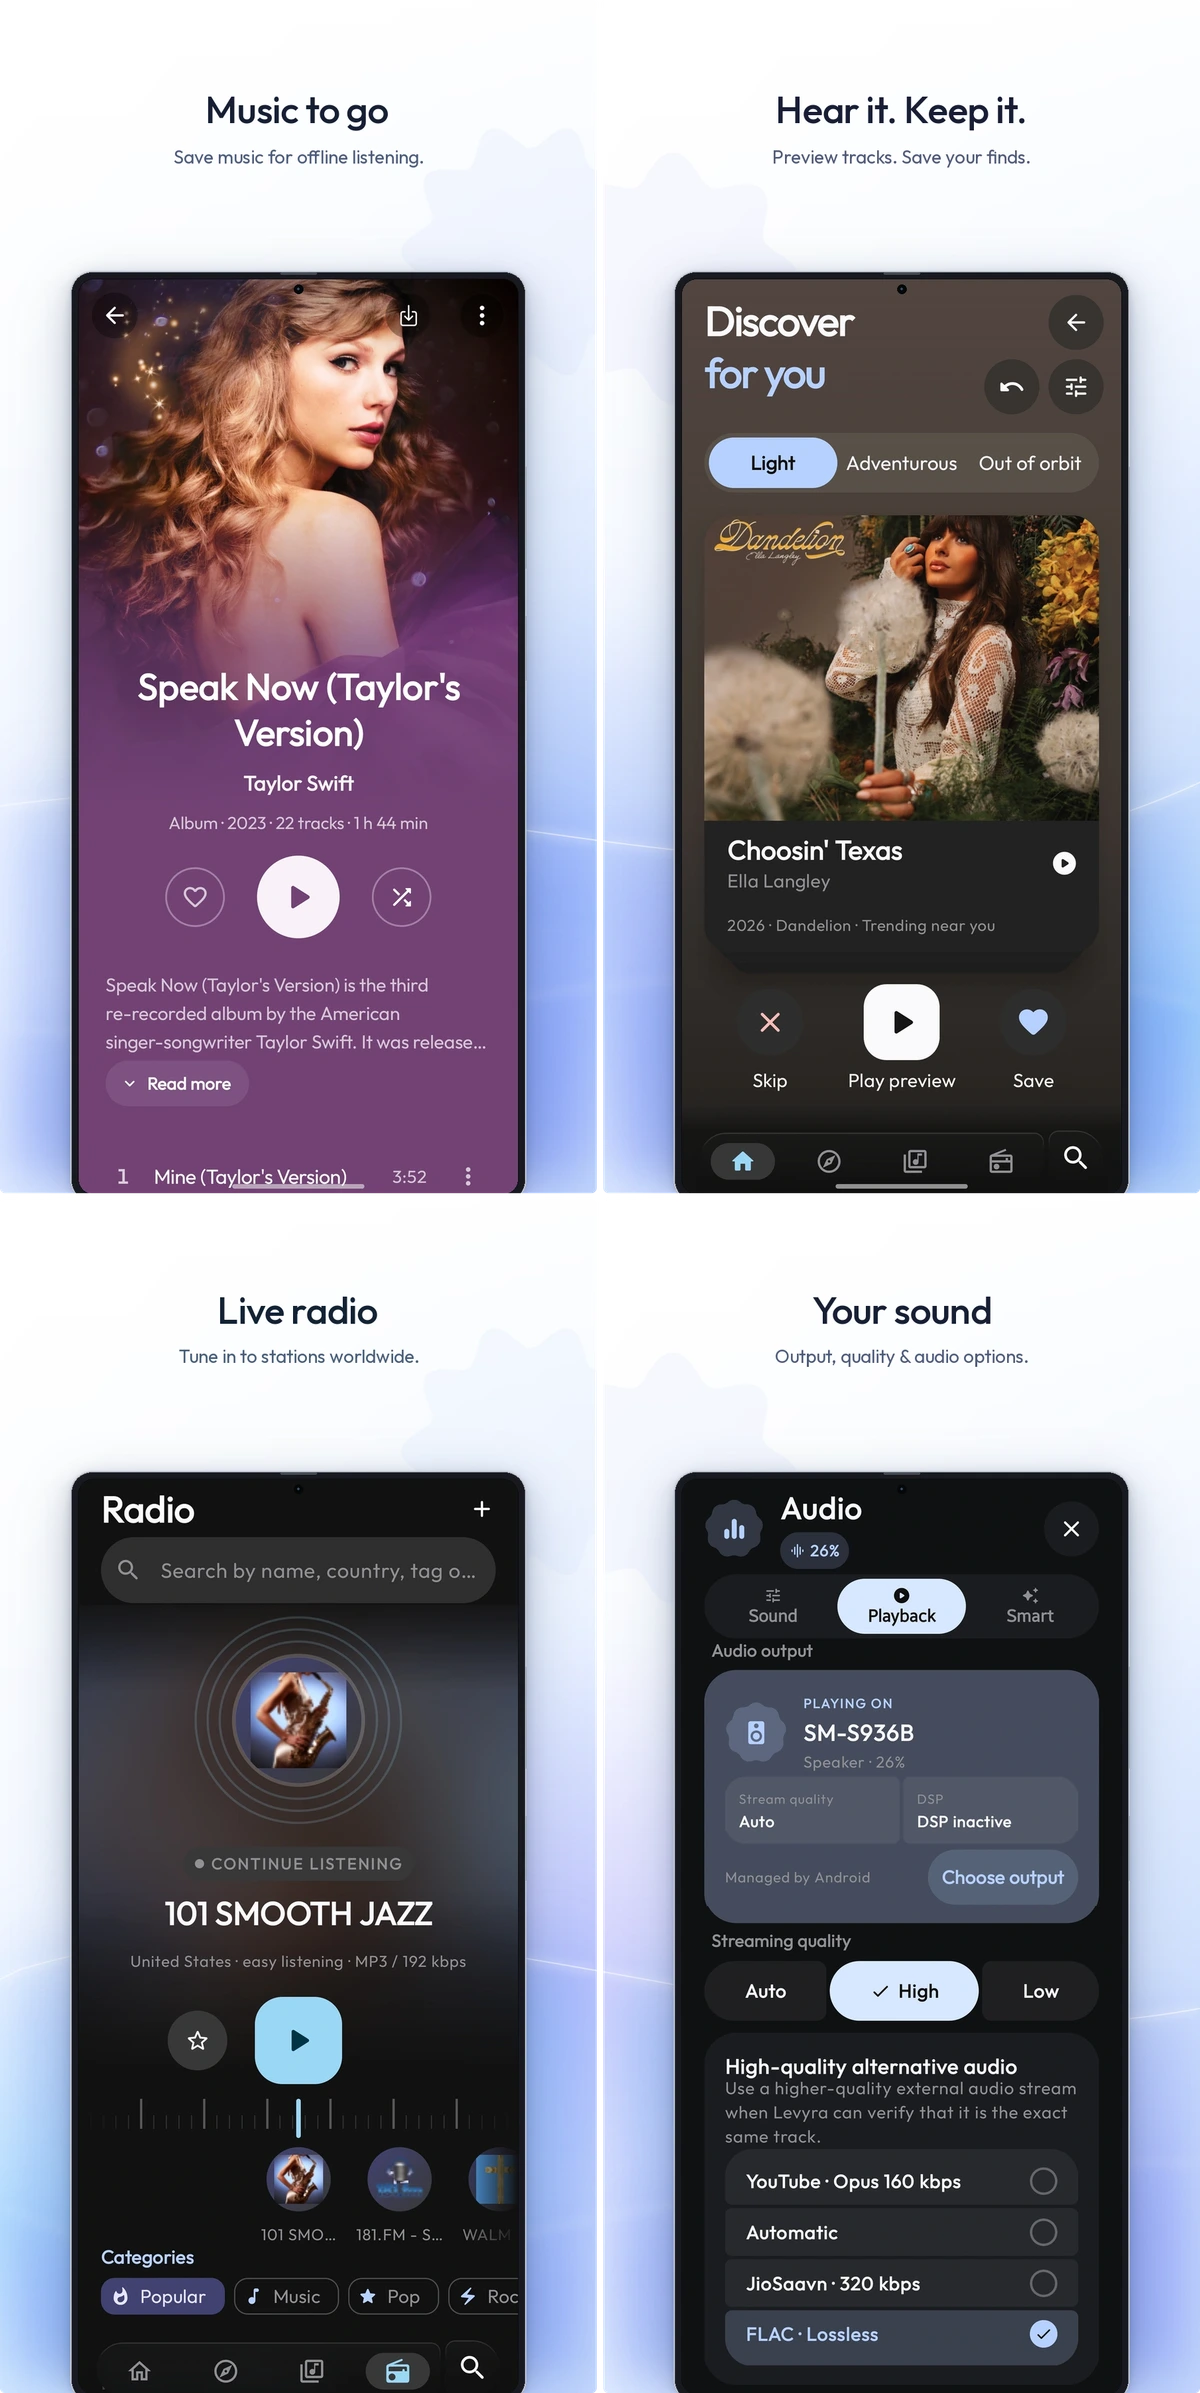 Music to go
Save music for offline listening.
Speak Now (Taylor's
Version)
Taylor Swift
Album · 2023 · 22 tracks · 1 h 44 min
Speak Now (Taylor's Version) is the third
re-recorded album by the American
singer-songwriter Taylor Swift. It was release...
Read more
1 Mine (Taylor's Version) 3:52
Hear it. Keep it.
Preview tracks. Save your finds.
Discover
for you
Light Adventurous Out of orbit
Dandelion
Ella Langley
Choosin' Texas
Ella Langley
2026 · Dandelion · Trending near you
Skip Play preview Save
Live radio
Tune in to stations worldwide.
Radio
Search by name, country, tag o...
CONTINUE LISTENING
101 SMOOTH JAZZ
United States · easy listening · MP3 / 192 kbps
101 SMO... 181.FM - S... WALM
Categories
Popular Music Pop Roc
Your sound
Output, quality & audio options.
Audio
26%
Sound Playback Smart
Audio output
PLAYING ON
SM-S936B
Speaker · 26%
Stream quality DSP
Auto DSP inactive
Managed by Android Choose output
Streaming quality
Auto High Low
High-quality alternative audio
Use a higher-quality external audio stream
when Levyra can verify that it is the exact
same track.
YouTube · Opus 160 kbps
Automatic
JioSaavn · 320 kbps
FLAC · Lossless